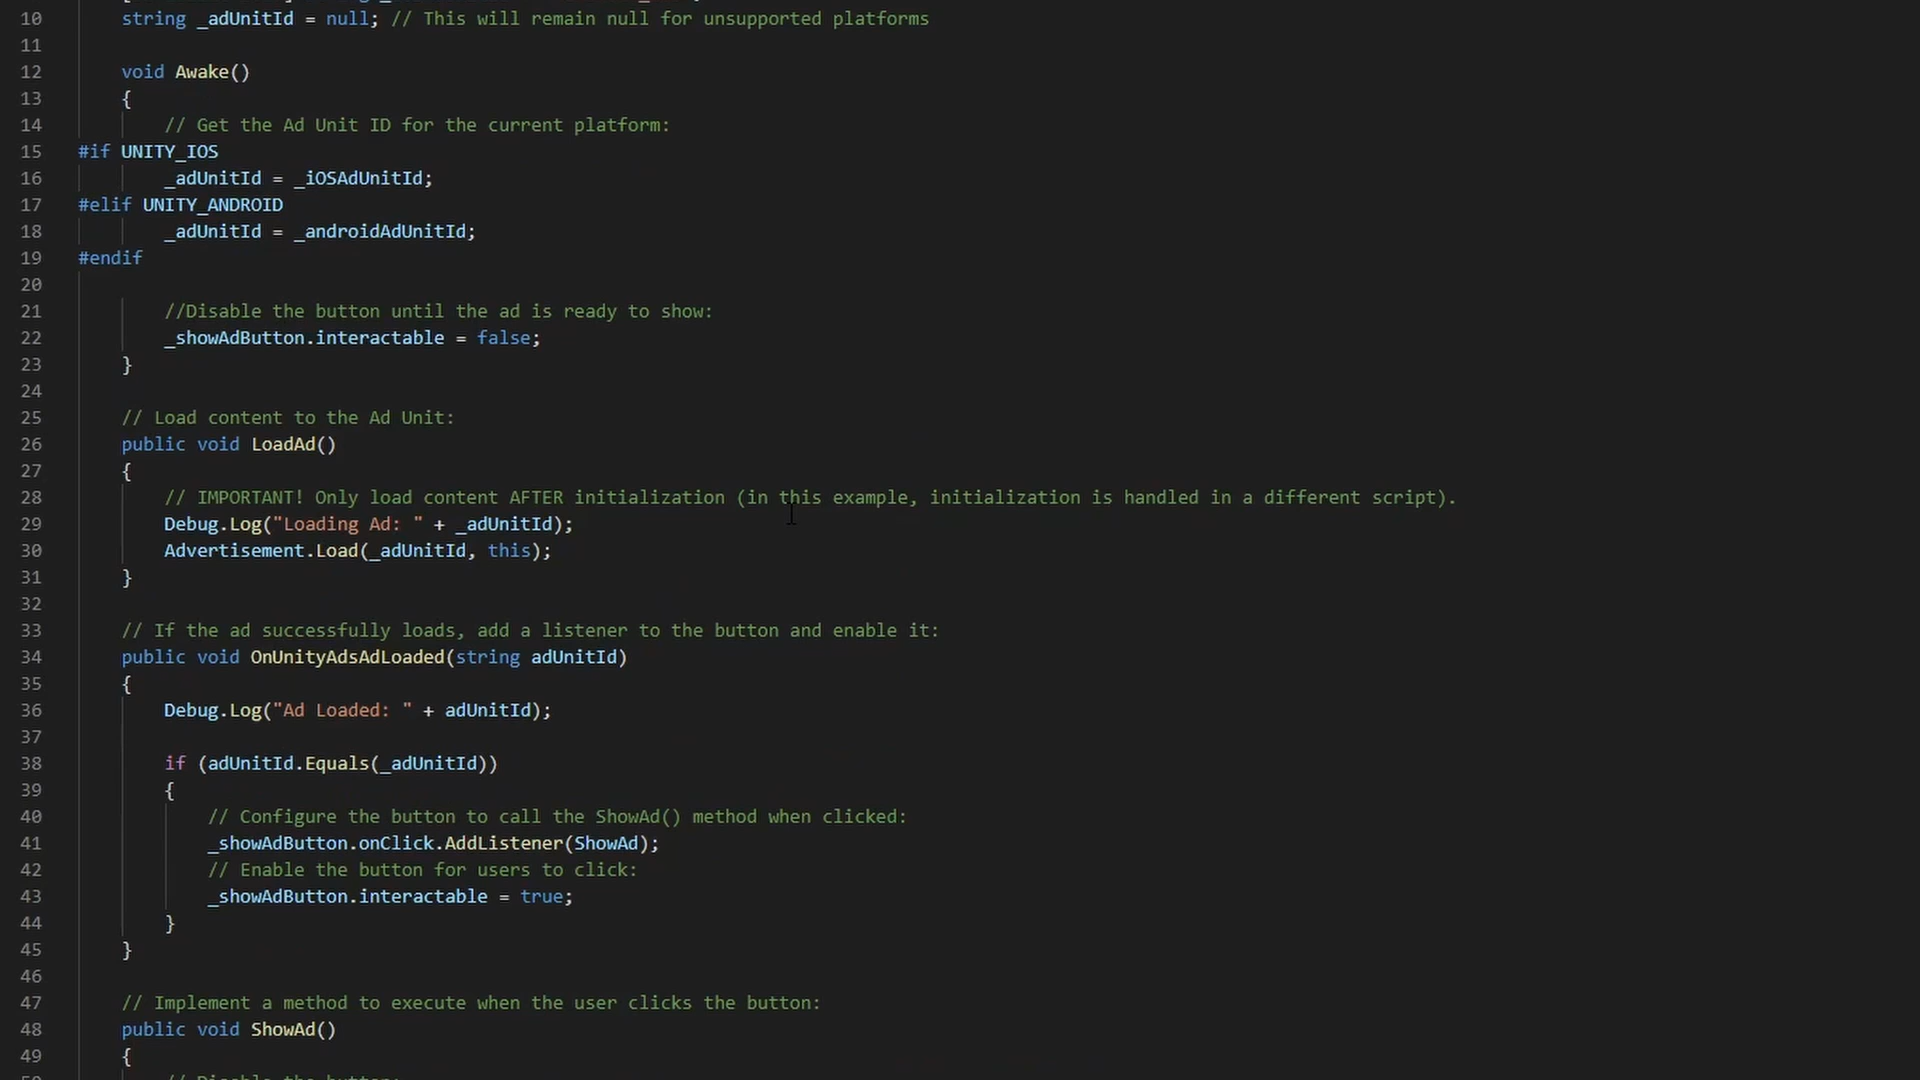 10 string _adUnitId = null; // This will remain null for unsupported platforms
11
12 void Awake()
13 {
14 // Get the Ad Unit ID for the current platform:
15 #if UNITY_IOS
16 _adUnitId = _iOSAdUnitId;
17 #elif UNITY_ANDROID
18 _adUnitId = _androidAdUnitId;
19 #endif
20
21 //Disable the button until the ad is ready to show:
22 _showAdButton.interactable = false;
23 }
24
25 // Load content to the Ad Unit:
26 public void LoadAd()
27 {
28 // IMPORTANT! Only load content AFTER initialization (in this example, initialization is handled in a different script).
29 Debug.Log("Loading Ad: " + _adUnitId);
30 Advertisement.Load(_adUnitId, this);
31 }
32
33 // If the ad successfully loads, add a listener to the button and enable it:
34 public void OnUnityAdsAdLoaded(string adUnitId)
35 {
36 Debug.Log("Ad Loaded: " + adUnitId);
37
38 if (adUnitId.Equals(_adUnitId))
39 {
40 // Configure the button to call the ShowAd() method when clicked:
41 _showAdButton.onClick.AddListener(ShowAd);
42 // Enable the button for users to click:
43 _showAdButton.interactable = true;
44 }
45 }
46
47 // Implement a method to execute when the user clicks the button:
48 public void ShowAd()
49 {